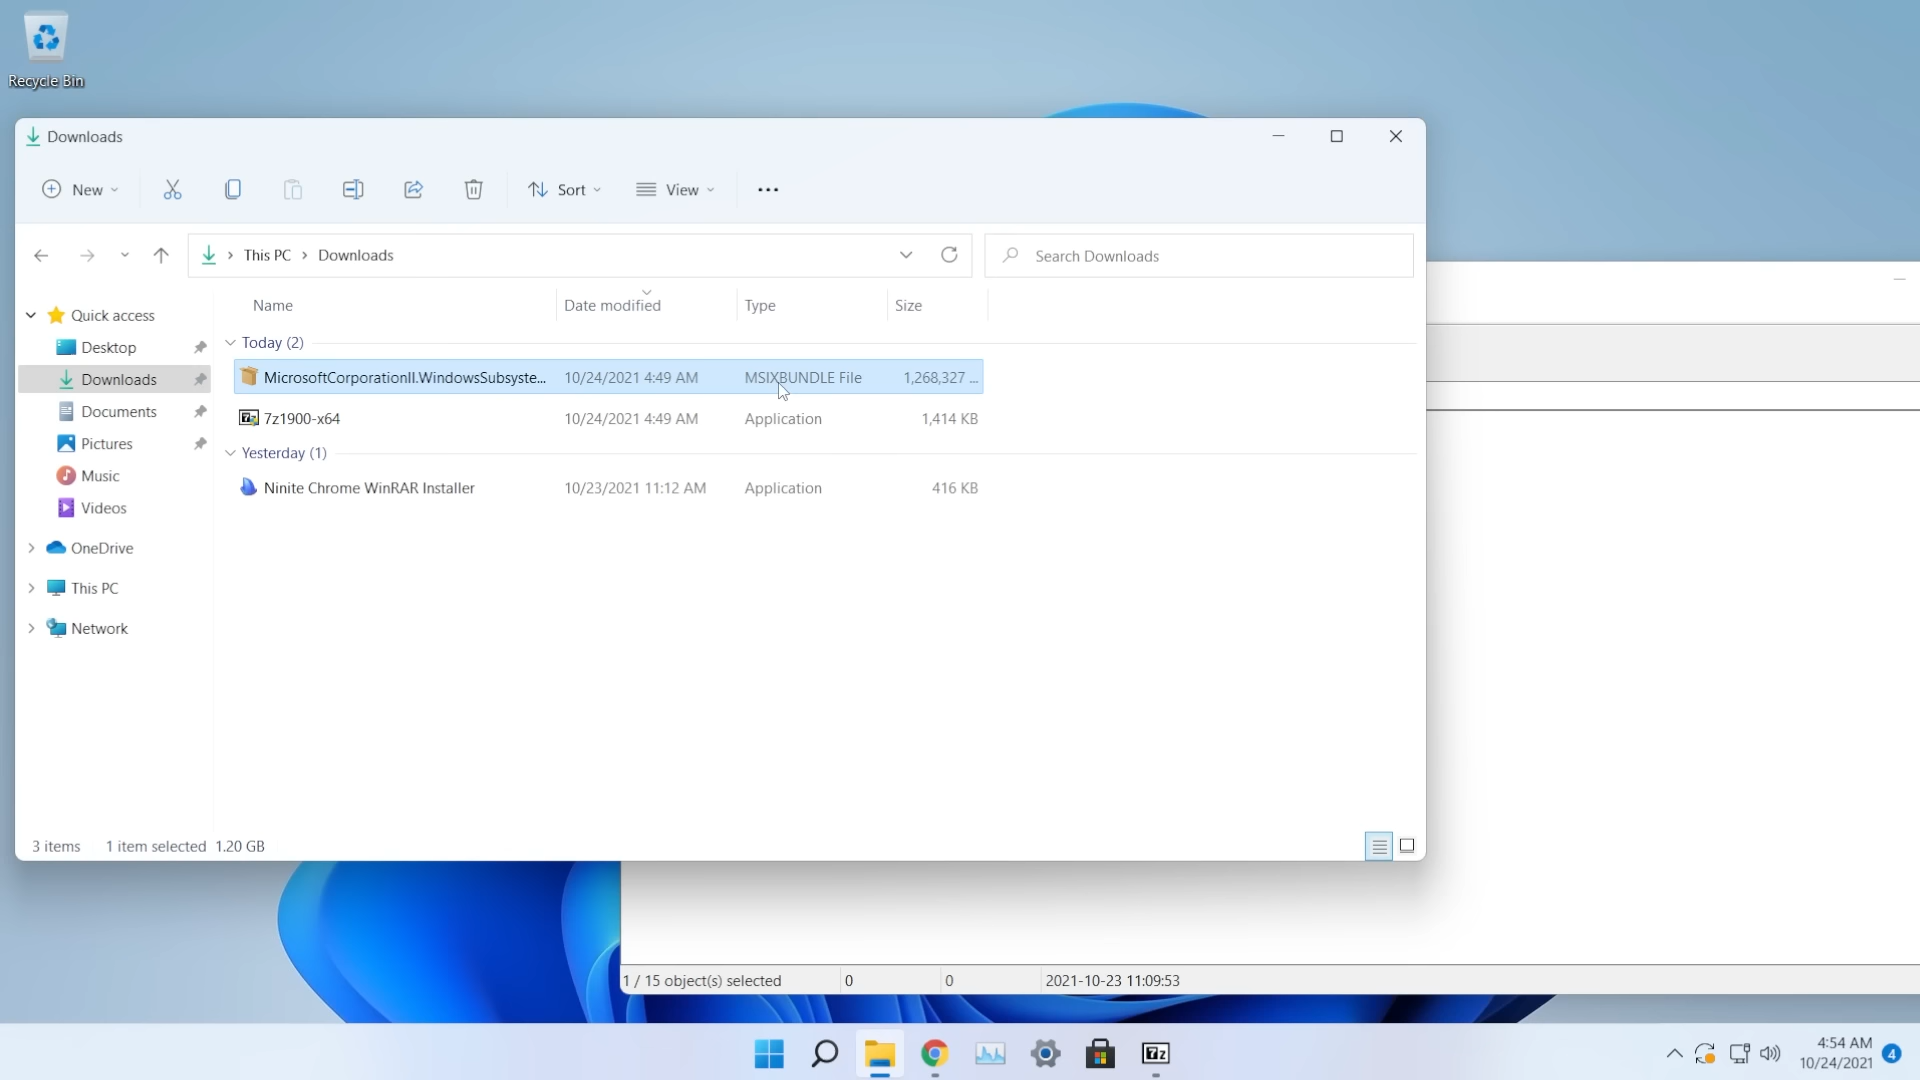 Recycle Bin
Downloads
New
Sort
View
This PC
Downloads
Search Downloads
Name
Date modified
Type
Size
Quick access
Desktop
Downloads
Documents
Pictures
Music
Videos
OneDrive
This PC
Network
Today (2)
MicrosoftCorporationII.WindowsSubsyste... 10/24/2021 4:49 AM MSIXBUNDLE File 1,268,327 ...
7z1900-x64 10/24/2021 4:49 AM Application 1,414 KB
Yesterday (1)
Ninite Chrome WinRAR Installer 10/23/2021 11:12 AM Application 416 KB
3 items 1 item selected 1.20 GB
1 / 15 object(s) selected 0 0 2021-10-23 11:09:53
7z
4:54 AM
10/24/2021
4